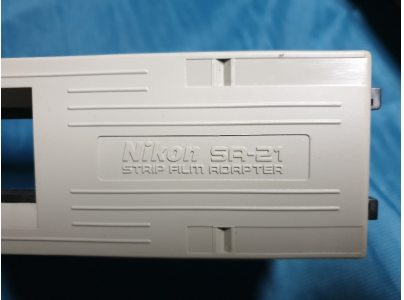 Nikon SA-21
STRIP FILM ADAPTER